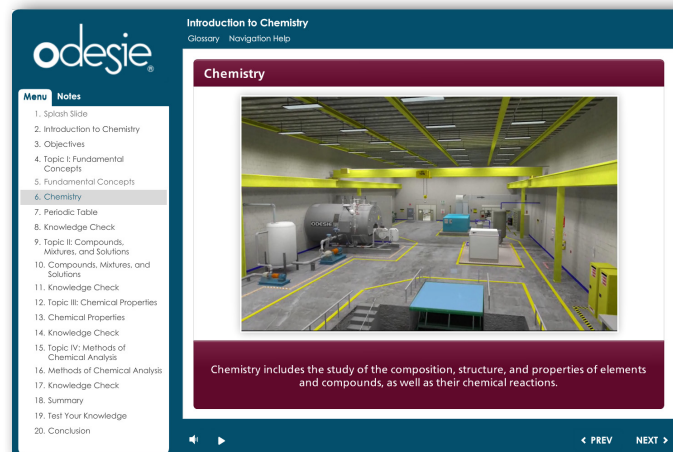 odesie®
Introduction to Chemistry
Glossary Navigation Help
Menu Notes
1. Splash Slide
2. Introduction to Chemistry
3. Objectives
4. Topic I: Fundamental
Concepts
5. Fundamental Concepts
6. Chemistry
7. Periodic Table
8. Knowledge Check
9. Topic II: Compounds,
Mixtures, and Solutions
10. Compounds, Mixtures, and
Solutions
11. Knowledge Check
12. Topic III: Chemical Properties
13. Chemical Properties
14. Knowledge Check
15. Topic IV: Methods of
Chemical Analysis
16. Methods of Chemical Analysis
17. Knowledge Check
18. Summary
19. Test Your Knowledge
20. Conclusion
Chemistry
ODESIE
Chemistry includes the study of the composition, structure, and properties of elements
and compounds, as well as their chemical reactions.
PREV NEXT